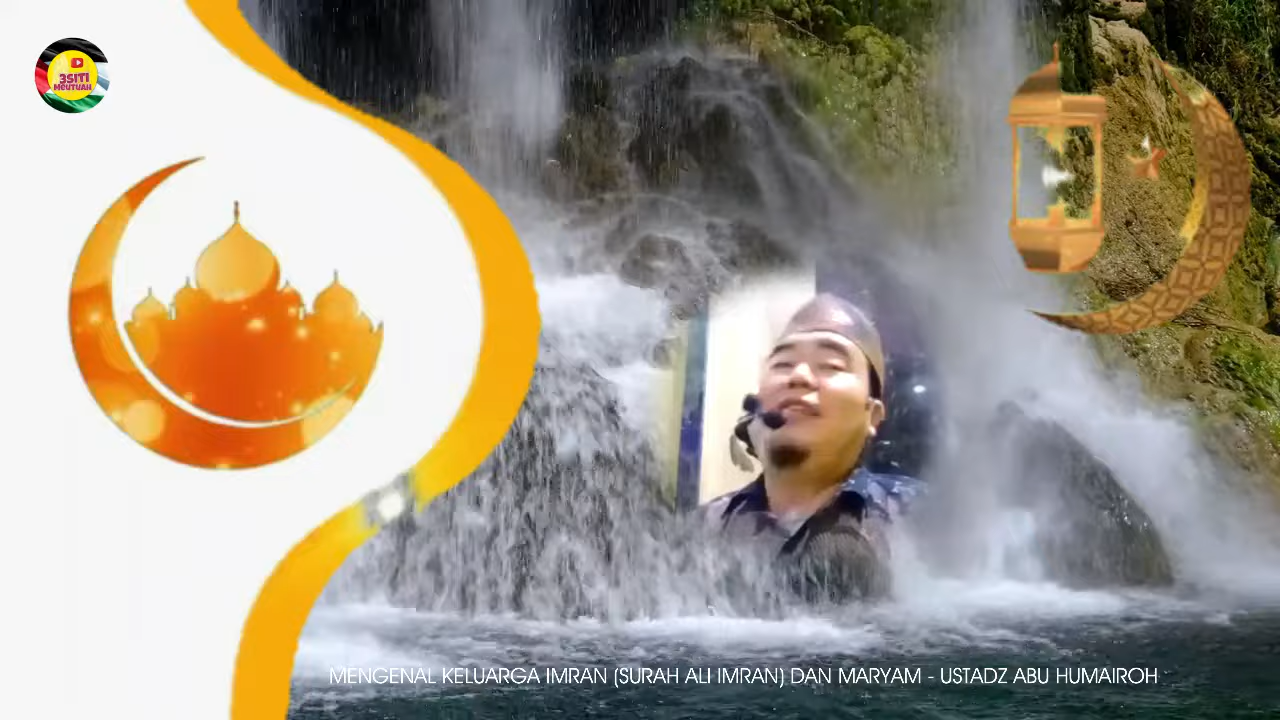 3SITI
MEUTUAH
MENGENAL KELUARGA IMRAN (SURAH ALI IMRAN) DAN MARYAM - USTADZ ABU HUMAIROH